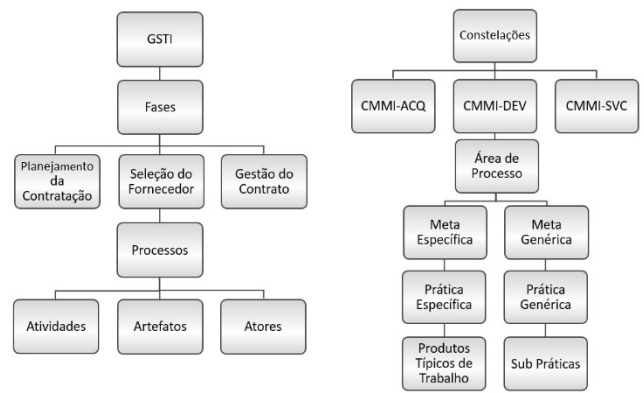 GSTI
Fases
Planejamento
da
Contratação
Seleção do
Fornecedor
Gestão do
Contrato
Processos
Atividades
Artefatos
Atores
Constelações
CMMI-ACQ
CMMI-DEV
CMMI-SVC
Área de
Processo
Meta
Específica
Meta
Genérica
Prática
Específica
Prática
Genérica
Produtos
Típicos de
Trabalho
Sub Práticas